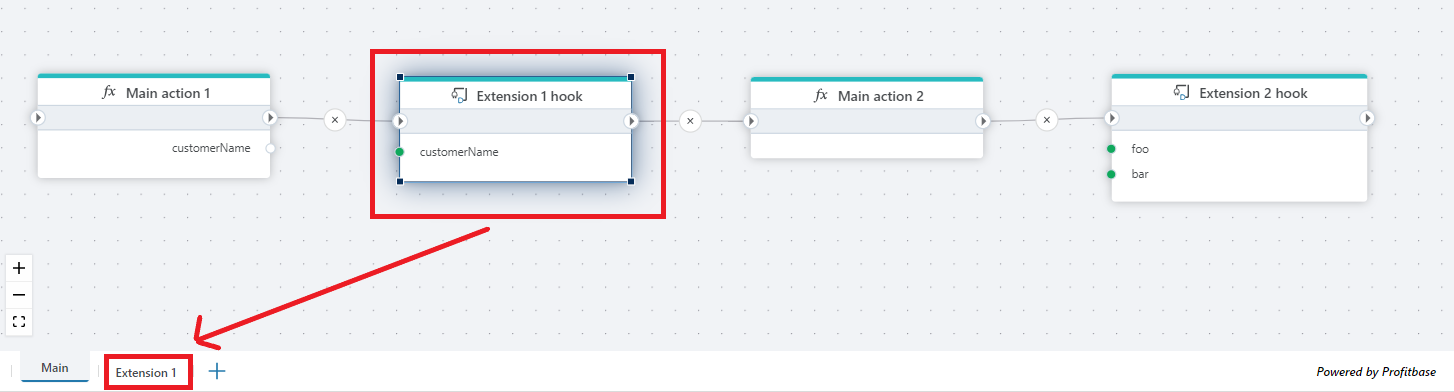 fx Main action 1
customerName
Extension 1 hook
customerName
fx Main action 2
Extension 2 hook
foo
bar
Main
Extension 1
Powered by Profitbase